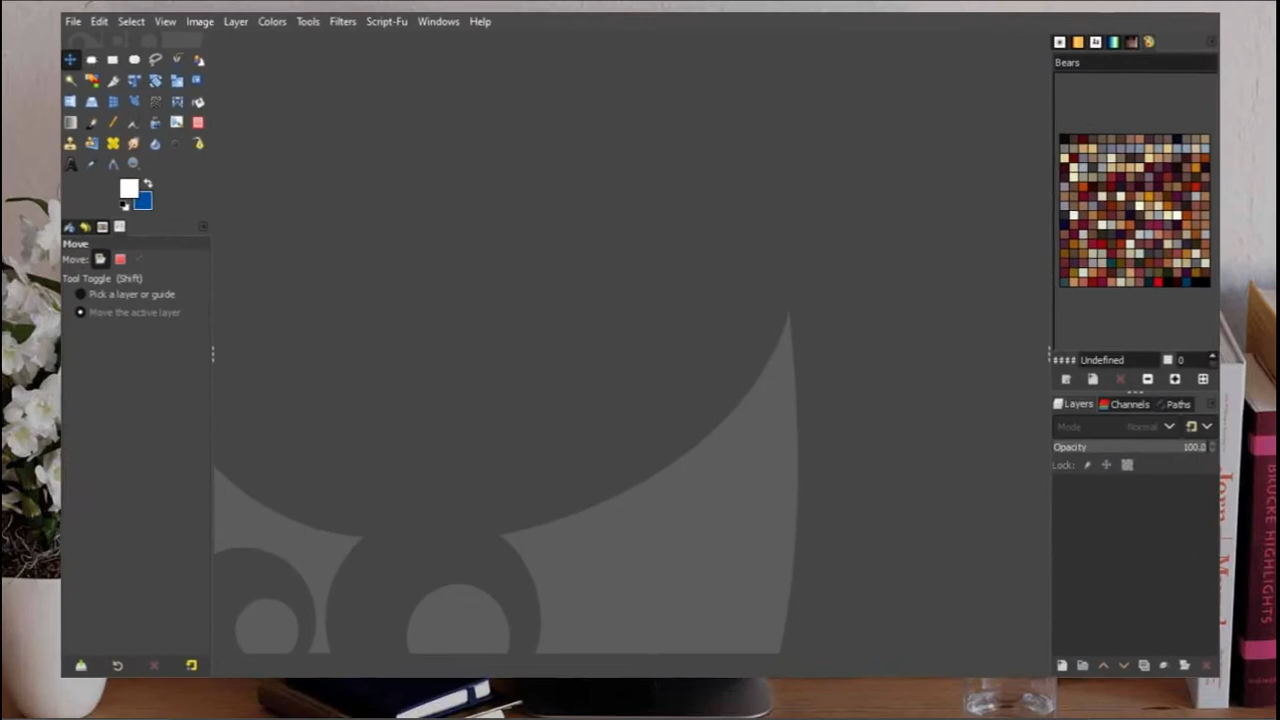 File Edit Select View Image Layer Colors Tools Filters Script-Fu Windows Help
Bears
Move
Move:
Tool Toggle (Shift)
Pick a layer or guide
Move the active layer
Undefined 0
Layers Channels Paths
Mode Normal
Opacity 100.0
Lock:
BRÜCKE HIGHLIGHTS